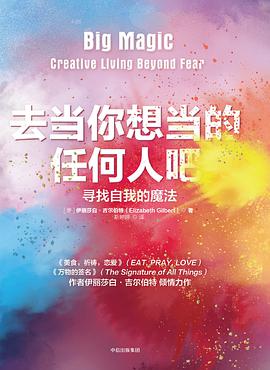 Big Magic
Creative Living Beyond Fear
去当你想当的
任何人吧
寻找自我的魔法
[美] 伊丽莎白·吉尔伯特 (Elizabeth Gilbert) 著
《美食，祈祷，恋爱》(EAT, PRAY, LOVE)
《万物的签名》(The Signature of All Things)
作者伊丽莎白·吉尔伯特 倾情力作
中信出版集团